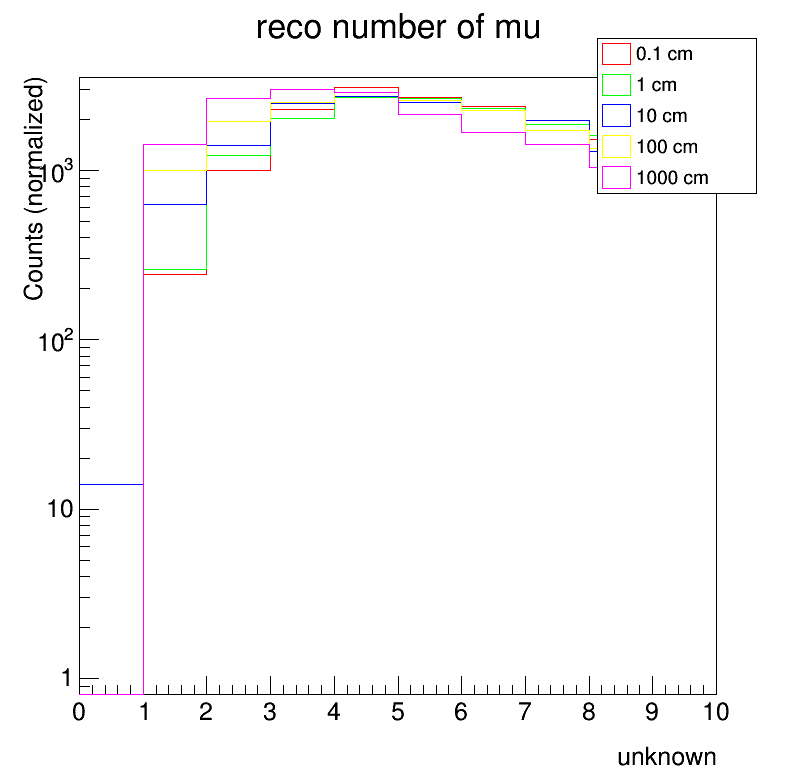 reco number of mu
0.1 cm
1 cm
10 cm
100 cm
1000 cm
Counts (normalized)
10³
10²
10
1
0 1 2 3 4 5 6 7 8 9 10
unknown